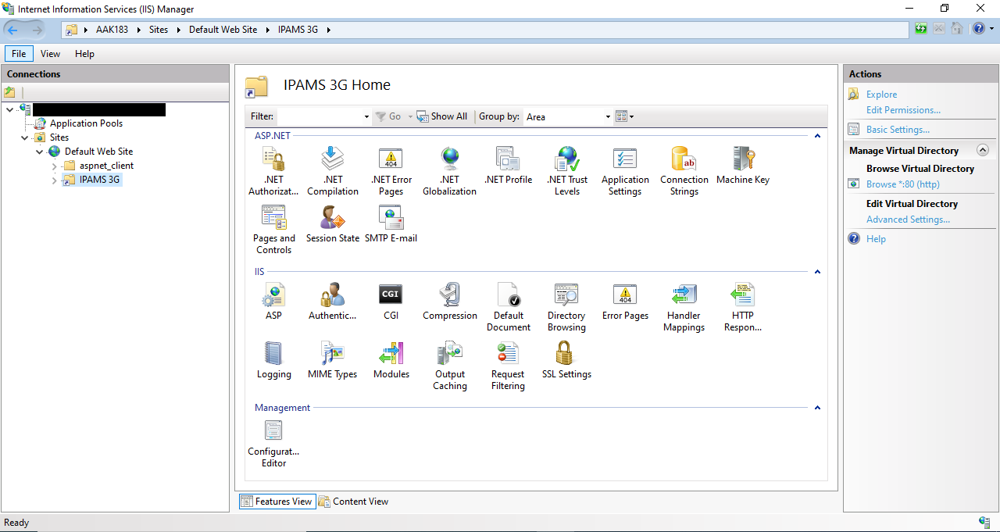 Internet Information Services (IIS) Manager
AAK183 Sites Default Web Site IPAMS 3G
File View Help
Connections
Application Pools
Sites
Default Web Site
aspnet_client
IPAMS 3G
IPAMS 3G Home
Filter: Go Show All Group by: Area
ASP.NET
.NET Authorizat...
.NET Compilation
.NET Error Pages
.NET Globalization
.NET Profile
.NET Trust Levels
Application Settings
Connection Strings
Machine Key
Pages and Controls
Session State
SMTP E-mail
IIS
ASP
Authentic...
CGI
CGI
Compression
Default Document
Directory Browsing
404
Error Pages
Handler Mappings
HTTP Respon...
Logging
MIME Types
Modules
Output Caching
Request Filtering
SSL Settings
Management
Configurat... Editor
Features View Content View
Actions
Explore
Edit Permissions...
Basic Settings...
Manage Virtual Directory
Browse Virtual Directory
Browse *:80 (http)
Edit Virtual Directory
Advanced Settings...
Help
Ready